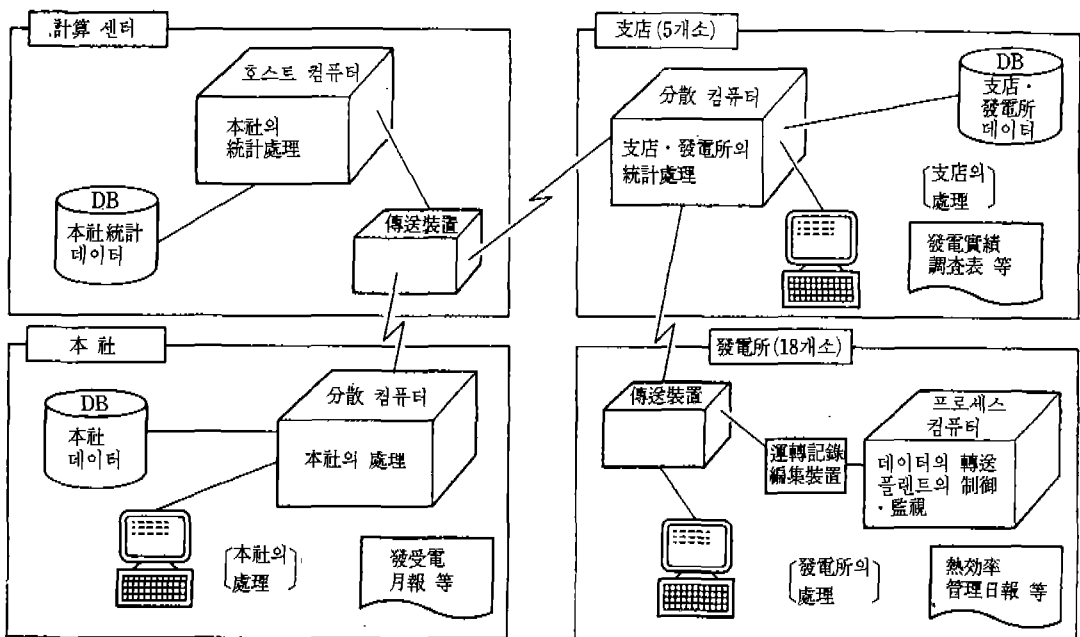 計算 센터
호스트 컴퓨터
本社의
統計處理
DB
本社統計
데이터
傳送裝置
支店(5개소)
分散 컴퓨터
支店·發電所의
統計處理
DB
支店·
發電所
데이터
支店의
處理
發電實績
調査表 等
本 社
DB
本社
데이터
分散 컴퓨터
本社의 處理
本社의
處理
發受電
月報 等
發電所(18개소)
傳送裝置
運轉記錄
編集裝置
프로세스
컴퓨터
데이터의 轉送
플랜트의 制御
·監視
發電所의
處理
熱効率
管理日報 等